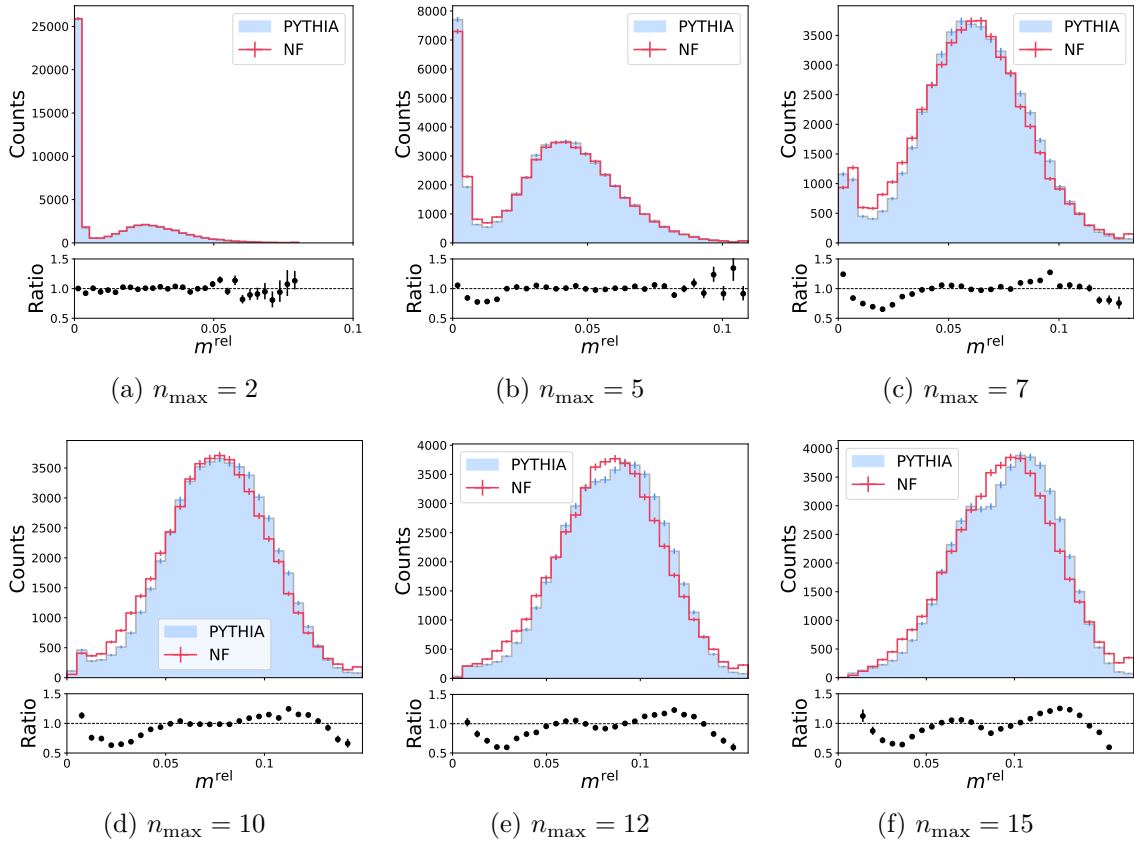 25000
20000
15000
10000
5000
0
Counts
PYTHIA
NF
1.5
1.0
0.5
Ratio
0
0.05
0.1
m^rel
(a) n_max = 2
8000
7000
6000
5000
4000
3000
2000
1000
0
Counts
PYTHIA
NF
1.5
1.0
0.5
Ratio
0
0.05
0.1
m^rel
(b) n_max = 5
3500
3000
2500
2000
1500
1000
500
0
Counts
PYTHIA
NF
1.5
1.0
0.5
Ratio
0
0.05
0.1
m^rel
(c) n_max = 7
3500
3000
2500
2000
1500
1000
500
0
Counts
PYTHIA
NF
1.5
1.0
0.5
Ratio
0
0.05
0.1
m^rel
(d) n_max = 10
4000
3500
3000
2500
2000
1500
1000
500
0
Counts
PYTHIA
NF
1.5
1.0
0.5
Ratio
0
0.05
0.1
m^rel
(e) n_max = 12
4000
3500
3000
2500
2000
1500
1000
500
0
Counts
PYTHIA
NF
1.5
1.0
0.5
Ratio
0
0.05
0.1
m^rel
(f) n_max = 15